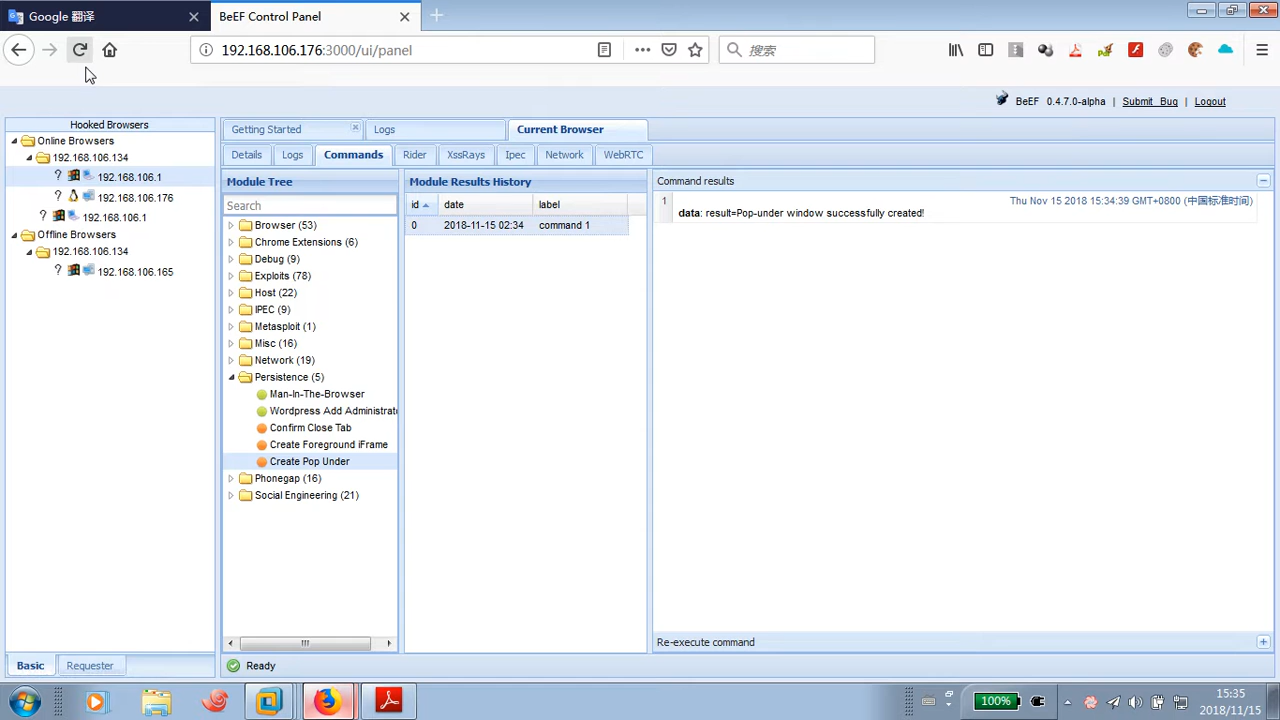 Google 翻译
BeEF Control Panel
192.168.106.176:3000/ui/panel
搜索
BeEF 0.4.7.0-alpha | Submit Bug | Logout
Hooked Browsers
Online Browsers
192.168.106.134
? 192.168.106.1
? 192.168.106.176
? 192.168.106.1
Offline Browsers
192.168.106.134
? 192.168.106.165
Basic
Requester
Getting Started
Logs
Current Browser
Details
Logs
Commands
Rider
XssRays
Ipec
Network
WebRTC
Module Tree
Search
Browser (53)
Chrome Extensions (6)
Debug (9)
Exploits (78)
Host (22)
IPEC (9)
Metasploit (1)
Misc (16)
Network (19)
Persistence (5)
Man-In-The-Browser
Wordpress Add Administrato
Confirm Close Tab
Create Foreground iFrame
Create Pop Under
Phonegap (16)
Social Engineering (21)
Module Results History
id date label
0 2018-11-15 02:34 command 1
Command results
1
Thu Nov 15 2018 15:34:39 GMT+0800 (中国标准时间)
data: result=Pop-under window successfully created!
Re-execute command
Ready
100%
15:35
2018/11/15